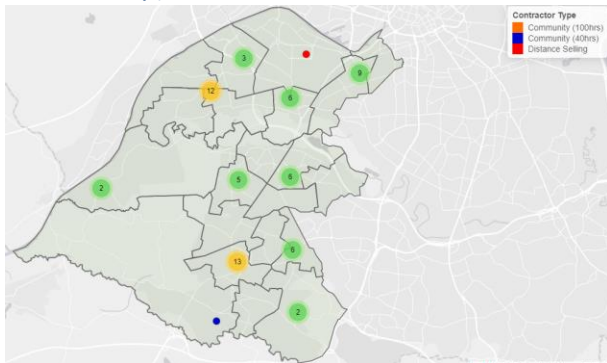 Contractor Type
Community (100hrs)
Community (40hrs)
Distance Selling
3
9
12
6
2
5
6
6
13
2